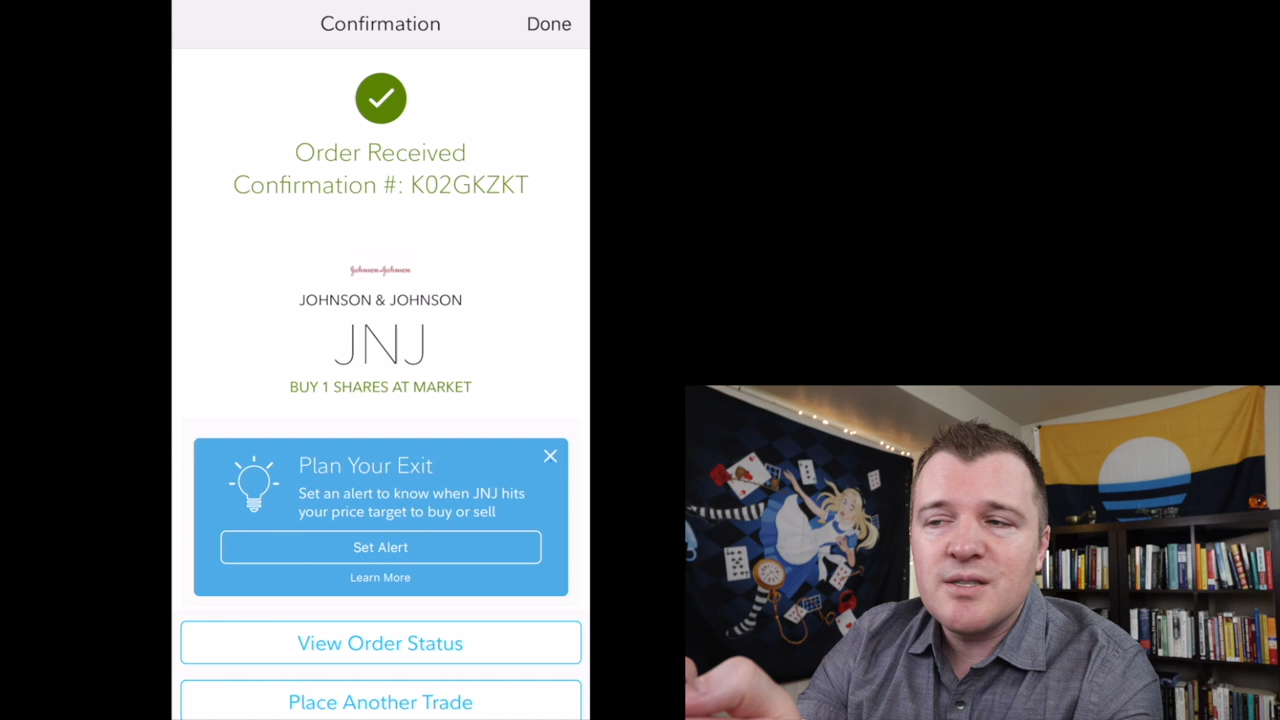 Confirmation
Done
Order Received
Confirmation #: K02GKZKT
Johnson & Johnson
JOHNSON & JOHNSON
JNJ
BUY 1 SHARES AT MARKET
Plan Your Exit
Set an alert to know when JNJ hits
your price target to buy or sell
Set Alert
Learn More
View Order Status
Place Another Trade